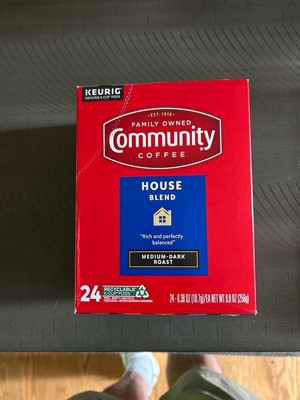 KEURIG
GENUINE K-CUP PODS
EST. 1919
FAMILY OWNED
Community
COFFEE
HOUSE
BLEND
"Rich and perfectly
balanced"
MEDIUM-DARK
ROAST
24
RECYCLABLE
K-CUP PODS
24 - 0.38 OZ (10.7g)/EA NET WT 9.0 OZ (256g)